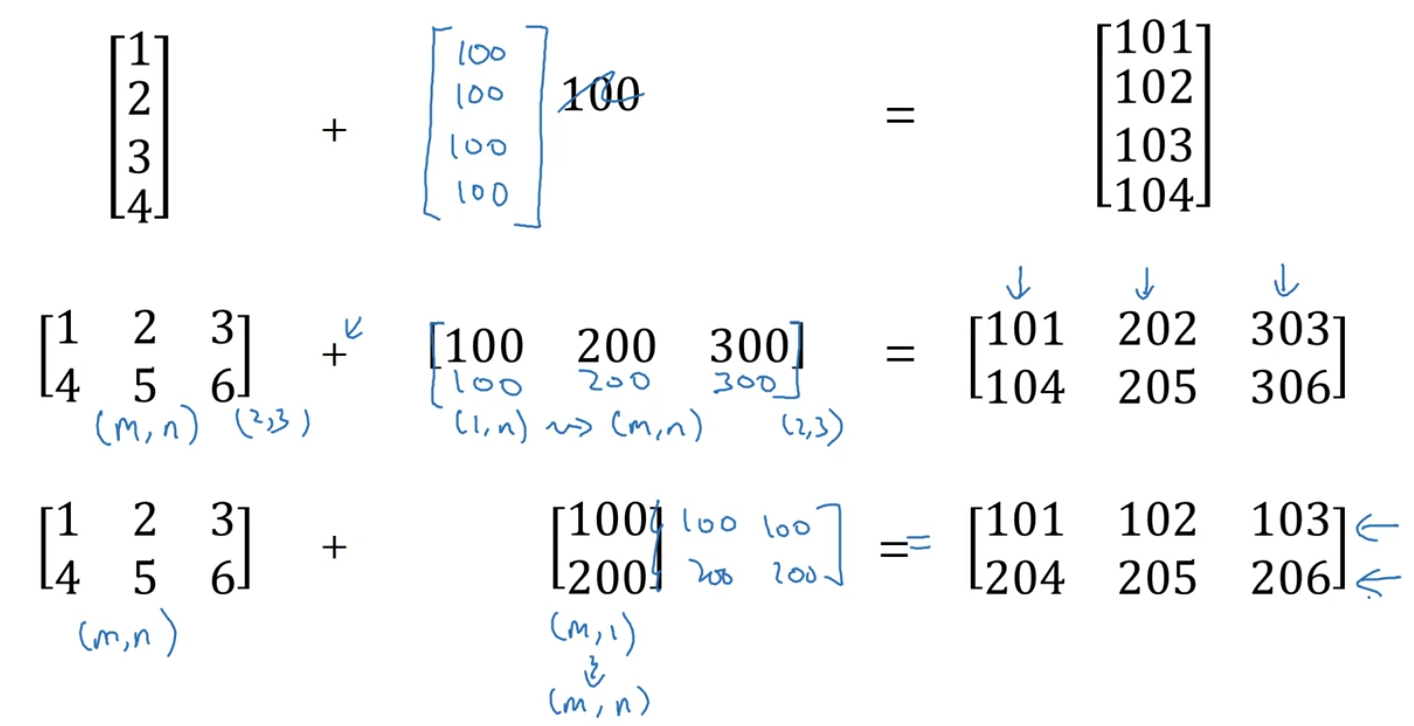 [1 2 3 4] + [100 100 100 100] 100 = [101 102 103 104]
↓ ↓ ↓
[1 2 3] +↙ [100 200 300] = [101 202 303]
[4 5 6] [100 200 300] [104 205 306]
(m,n) (2,3) (1,n) ⇝ (m,n) (2,3)
[1 2 3] + [100] 100 100] == [101 102 103] ←
[4 5 6] [200] 200 200] [204 205 206] ←
(m,n) (m,1)
↓
(m,n)